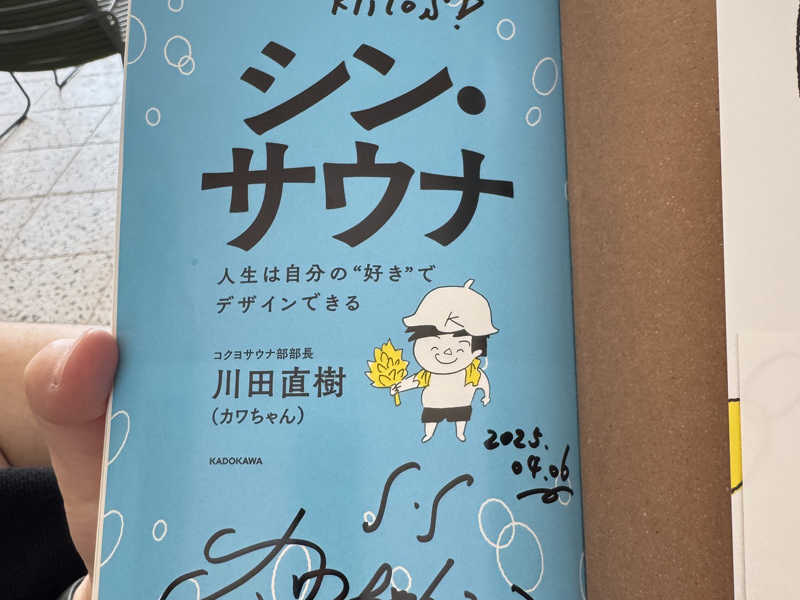 シン・
サウナ
人生は自分の“好き”で
デザインできる
コクヨサウナ部部長
川田直樹
(カワちゃん)
K
KADOKAWA
2025.
04.06
S.S